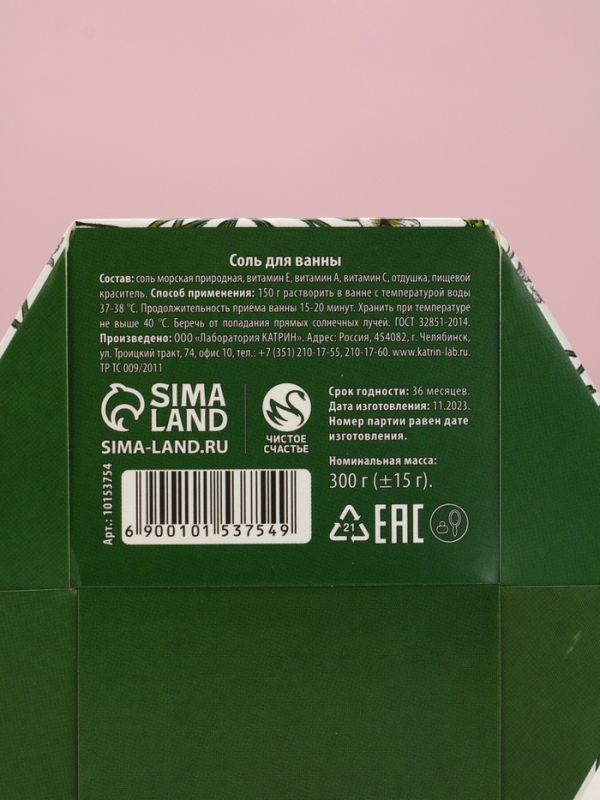 Соль для ванны
Состав: соль морская природная, витамин Е, витамин А, витамин С, отдушка, пищевой
краситель. Способ применения: 150 г растворить в ванне с температурой воды
37-38 °С. Продолжительность приёма ванны 15-20 минут. Хранить при температуре
не выше 40 °С. Беречь от попадания прямых солнечных лучей. ГОСТ 32851-2014.
Произведено: ООО «Лаборатория КАТРИН». Адрес: Россия, 454082, г. Челябинск,
ул. Троицкий тракт, 74, офис 10, тел.: +7 (351) 210-17-55, 210-17-60. www.katrin-lab.ru.
ТР ТС 009/2011
SIMA
LAND
SIMA-LAND.RU
ЧИСТОЕ
СЧАСТЬЕ
Срок годности: 36 месяцев.
Дата изготовления: 11.2023.
Номер партии равен дате
изготовления.
Номинальная масса:
300 г (±15 г).
Арт.: 10153754
6 900101 537549
21
EAC